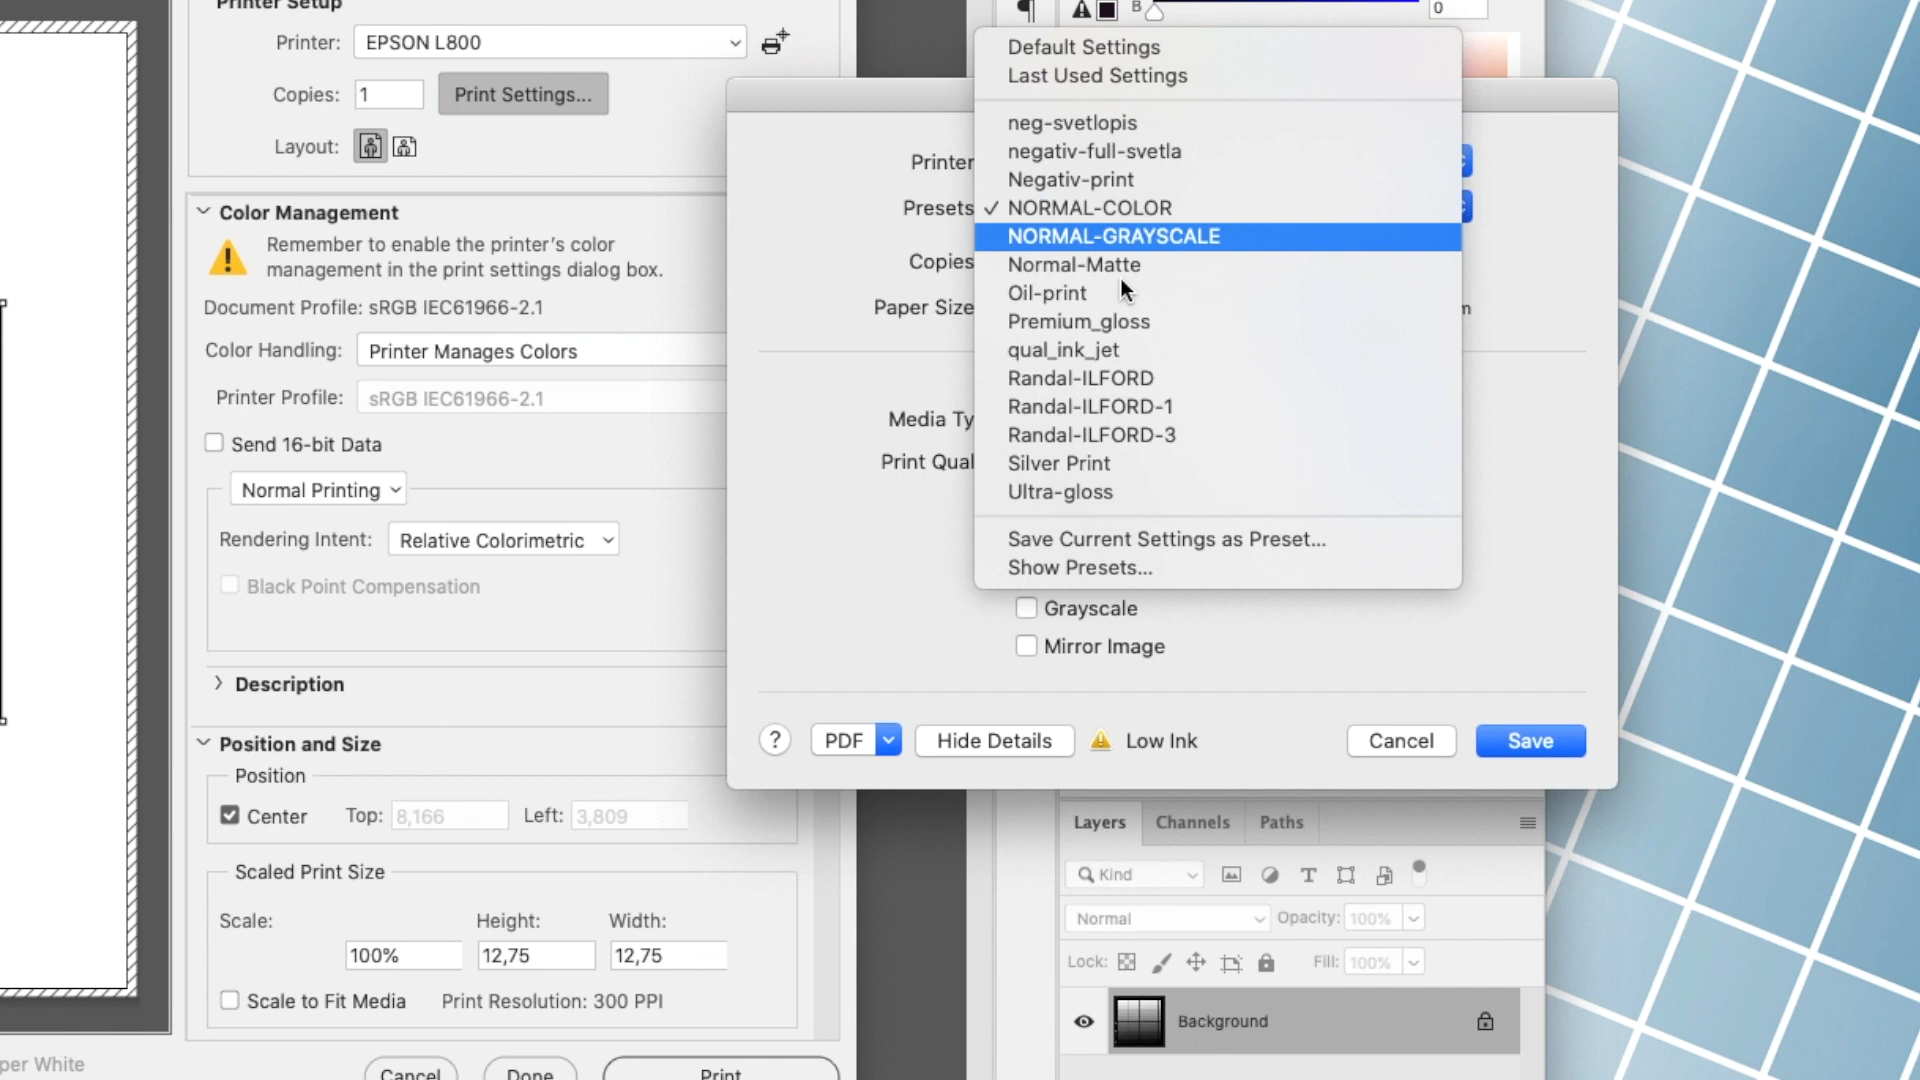 Printer Setup
Printer: EPSON L800
Copies: 1 Print Settings...
Layout:
Color Management
Remember to enable the printer's color
management in the print settings dialog box.
Document Profile: sRGB IEC61966-2.1
Color Handling: Printer Manages Colors
Printer Profile: sRGB IEC61966-2.1
Send 16-bit Data
Normal Printing
Rendering Intent: Relative Colorimetric
Black Point Compensation
Description
Position and Size
Position
Center Top: 8,166 Left: 3,809
Scaled Print Size
Scale: Height: Width:
100% 12,75 12,75
Scale to Fit Media Print Resolution: 300 PPI
Cancel Done Print
per White
B 0
Printer
Presets
Copies
Paper Size
Media Ty
Print Qual
Default Settings
Last Used Settings
neg-svetlopis
negativ-full-svetla
Negativ-print
✓ NORMAL-COLOR
NORMAL-GRAYSCALE
Normal-Matte
Oil-print
Premium_gloss
qual_ink_jet
Randal-ILFORD
Randal-ILFORD-1
Randal-ILFORD-3
Silver Print
Ultra-gloss
Save Current Settings as Preset...
Show Presets...
Grayscale
Mirror Image
? PDF Hide Details Low Ink Cancel Save
Layers Channels Paths
Kind
Normal Opacity: 100%
Lock: Fill: 100%
Background